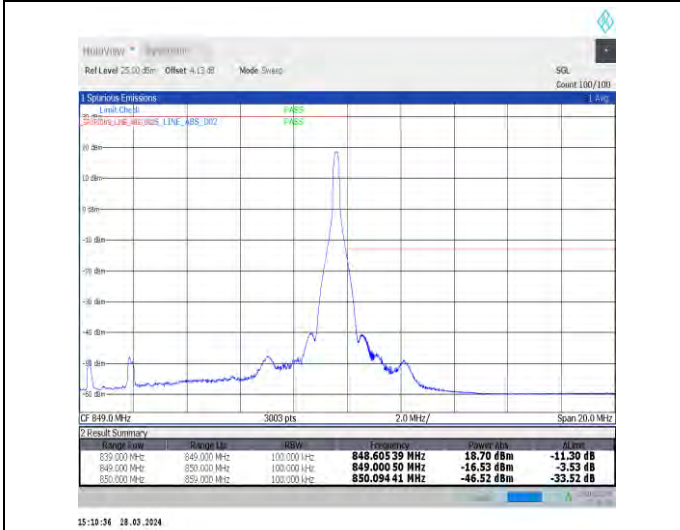 MultiView
Spectrum
Ref Level 25.00 dBm Offset 4.13 dB Mode Sweep SGL
Count 100/100
1 Spurious Emissions 1 Avg
Limit Check PASS
LINE_ABS_D02 PASS
20 dBm
10 dBm
0 dBm
-10 dBm
-20 dBm
-30 dBm
-40 dBm
-50 dBm
-60 dBm
CF 849.0 MHz 3003 pts 2.0 MHz/ Span 20.0 MHz
2 Result Summary
Range Low Range Up RBW Frequency Power Abs ΔLimit
839.000 MHz 849.000 MHz 100.000 kHz 848.605 39 MHz 18.70 dBm -11.30 dB
849.000 MHz 850.000 MHz 100.000 kHz 849.000 50 MHz -16.53 dBm -3.53 dB
850.000 MHz 859.000 MHz 100.000 kHz 850.094 41 MHz -46.52 dBm -33.52 dB
15:10:36 28.03.2024